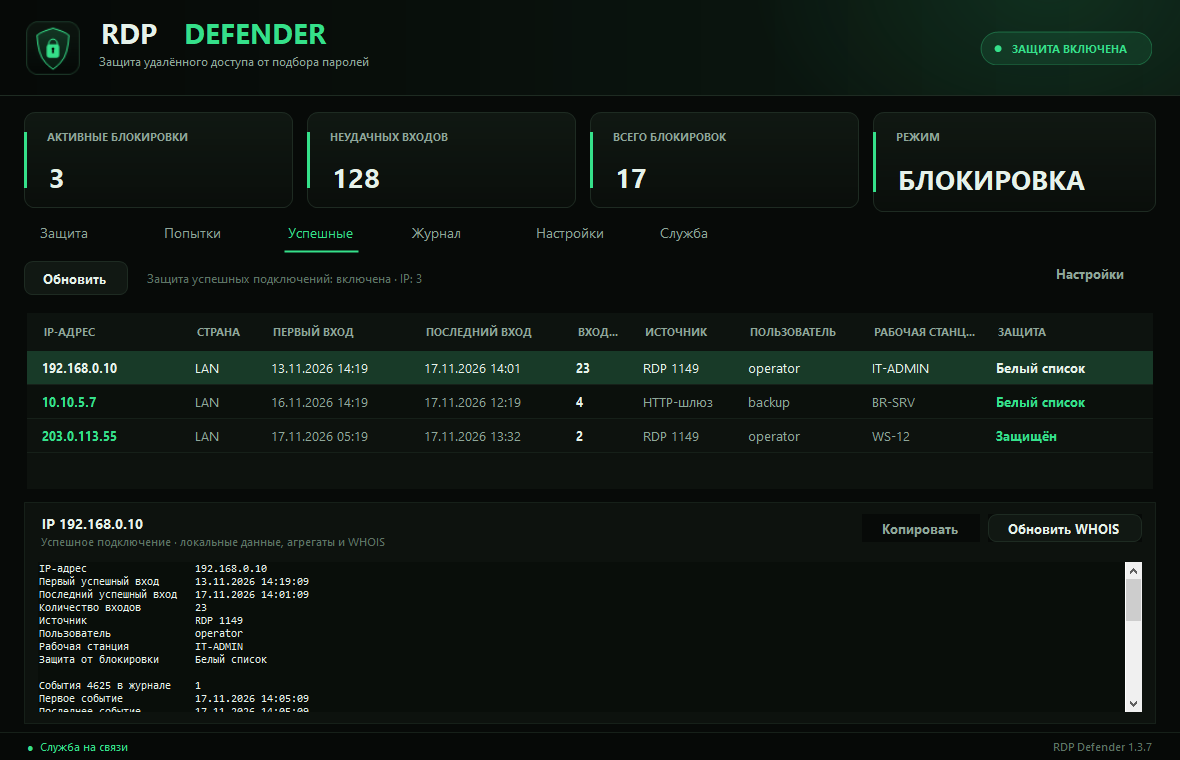 RDP DEFENDER
Защита удалённого доступа от подбора паролей
ЗАЩИТА ВКЛЮЧЕНА
АКТИВНЫЕ БЛОКИРОВКИ
3
НЕУДАЧНЫХ ВХОДОВ
128
ВСЕГО БЛОКИРОВОК
17
РЕЖИМ
БЛОКИРОВКА
Защита Попытки Успешные Журнал Настройки Служба
Обновить Защита успешных подключений: включена · IP: 3 Настройки
IP-АДРЕС СТРАНА ПЕРВЫЙ ВХОД ПОСЛЕДНИЙ ВХОД ВХОД... ИСТОЧНИК ПОЛЬЗОВАТЕЛЬ РАБОЧАЯ СТАНЦ... ЗАЩИТА
192.168.0.10 LAN 13.11.2026 14:19 17.11.2026 14:01 23 RDP 1149 operator IT-ADMIN Белый список
10.10.5.7 LAN 16.11.2026 14:19 17.11.2026 12:19 4 HTTP-шлюз backup BR-SRV Белый список
203.0.113.55 LAN 17.11.2026 05:19 17.11.2026 13:32 2 RDP 1149 operator WS-12 Защищён
IP 192.168.0.10
Успешное подключение · локальные данные, агрегаты и WHOIS
Копировать Обновить WHOIS
IP-адрес 192.168.0.10
Первый успешный вход 13.11.2026 14:19:09
Последний успешный вход 17.11.2026 14:01:09
Количество входов 23
Источник RDP 1149
Пользователь operator
Рабочая станция IT-ADMIN
Защита от блокировки Белый список
События 4625 в журнале 1
Первое событие 17.11.2026 14:05:09
Последнее событие 17.11.2026 14:05:09
Служба на связи
RDP Defender 1.3.7